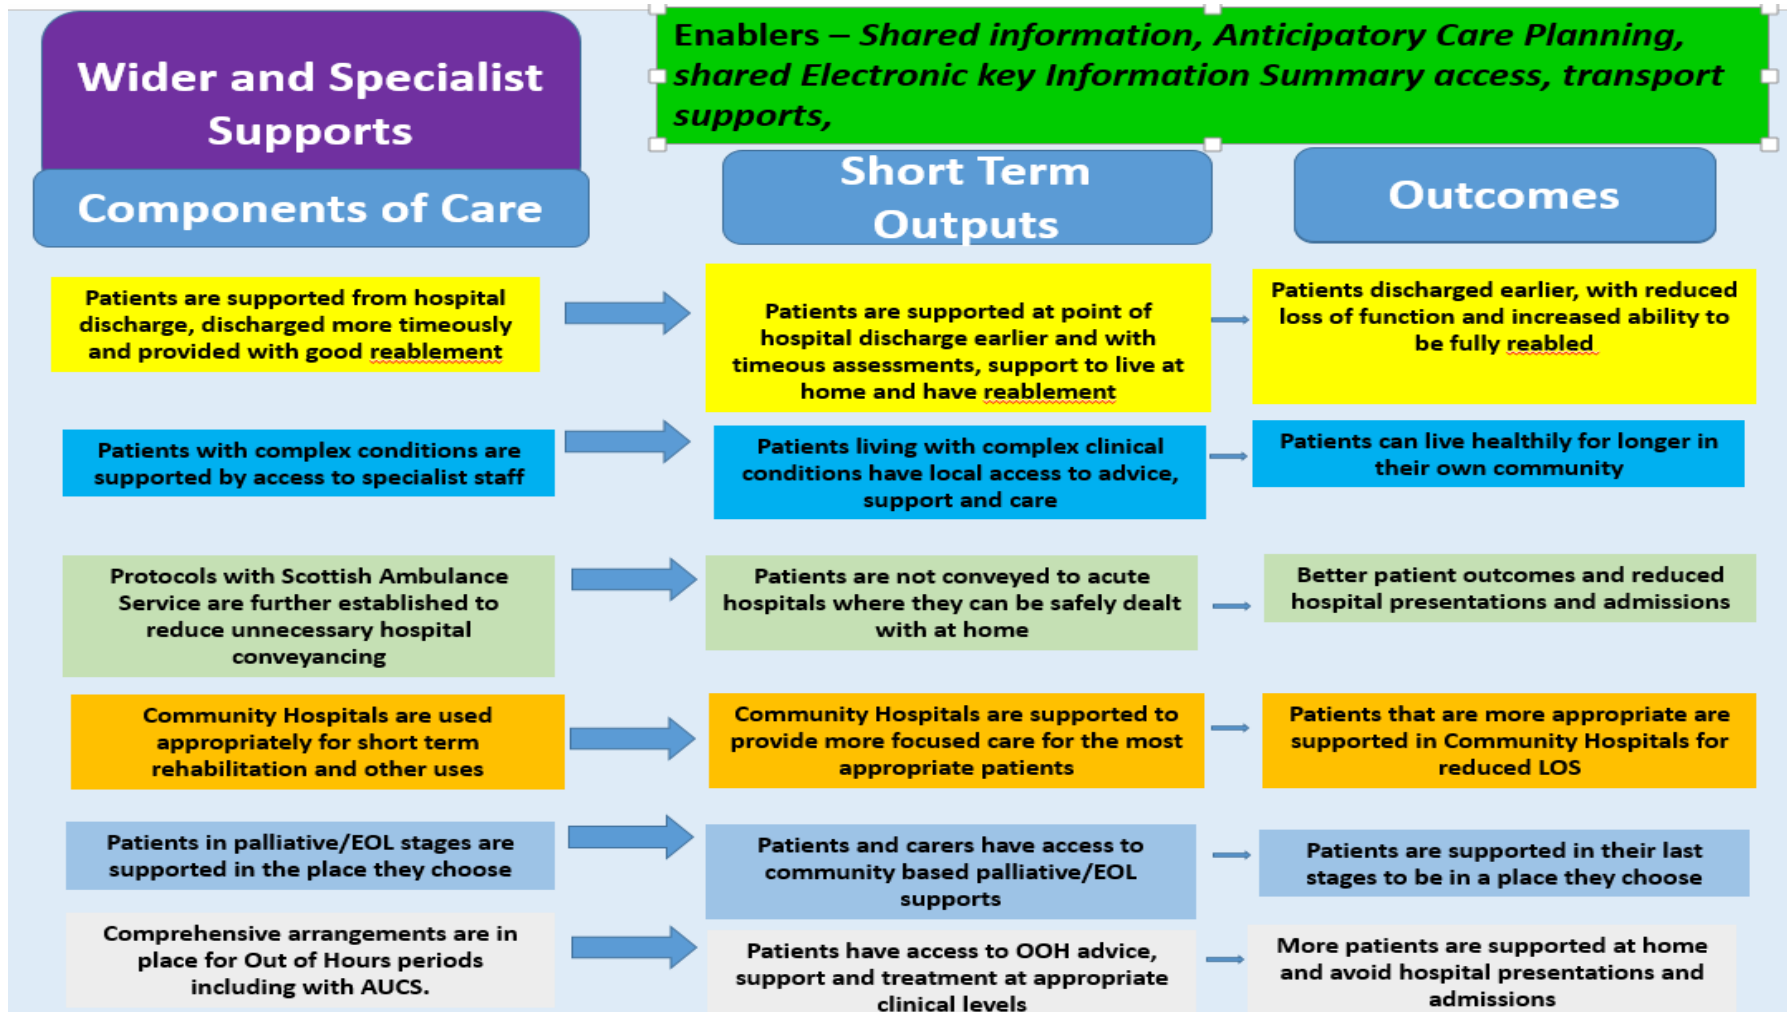 Wider and Specialist
Supports
Enablers – Shared information, Anticipatory Care Planning,
shared Electronic key Information Summary access, transport
supports,
Components of Care
Short Term
Outputs
Outcomes
Patients are supported from hospital
discharge, discharged more timeously
and provided with good reablement
Patients are supported at point of
hospital discharge earlier and with
timeous assessments, support to live at
home and have reablement
Patients discharged earlier, with reduced
loss of function and increased ability to
be fully reabled
Patients with complex conditions are
supported by access to specialist staff
Patients living with complex clinical
conditions have local access to advice,
support and care
Patients can live healthily for longer in
their own community
Protocols with Scottish Ambulance
Service are further established to
reduce unnecessary hospital
conveyancing
Patients are not conveyed to acute
hospitals where they can be safely dealt
with at home
Better patient outcomes and reduced
hospital presentations and admissions
Community Hospitals are used
appropriately for short term
rehabilitation and other uses
Community Hospitals are supported to
provide more focused care for the most
appropriate patients
Patients that are more appropriate are
supported in Community Hospitals for
reduced LOS
Patients in palliative/EOL stages are
supported in the place they choose
Patients and carers have access to
community based palliative/EOL
supports
Patients are supported in their last
stages to be in a place they choose
Comprehensive arrangements are in
place for Out of Hours periods
including with AUCS.
Patients have access to OOH advice,
support and treatment at appropriate
clinical levels
More patients are supported at home
and avoid hospital presentations and
admissions